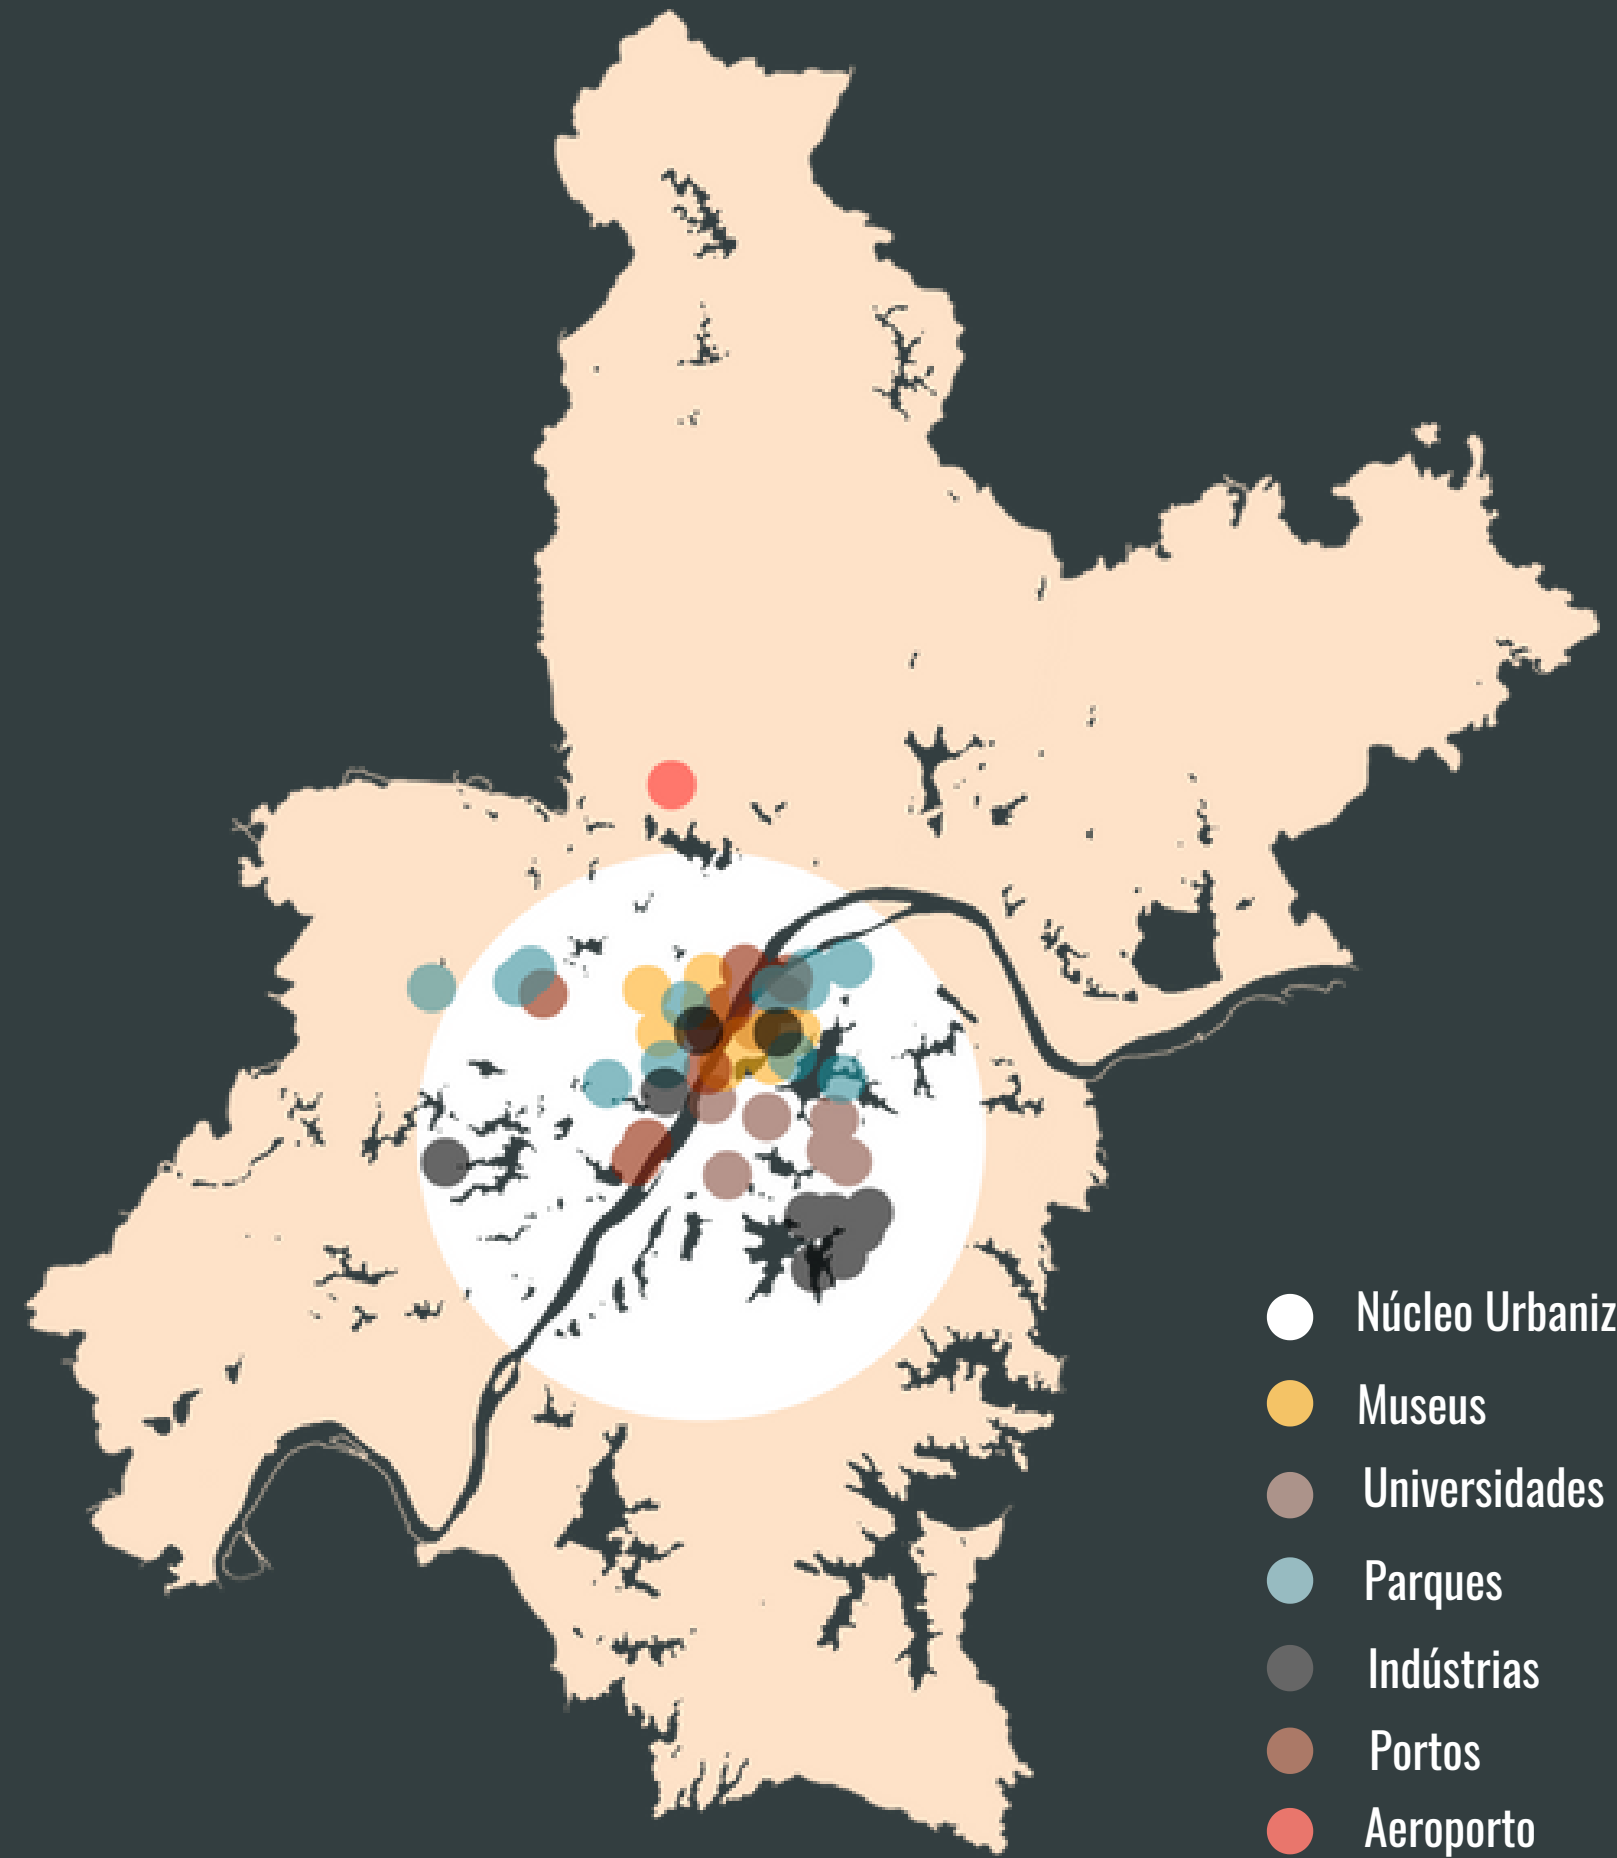 Núcleo Urbaniz
Museus
Universidades
Parques
Indústrias
Portos
Aeroporto